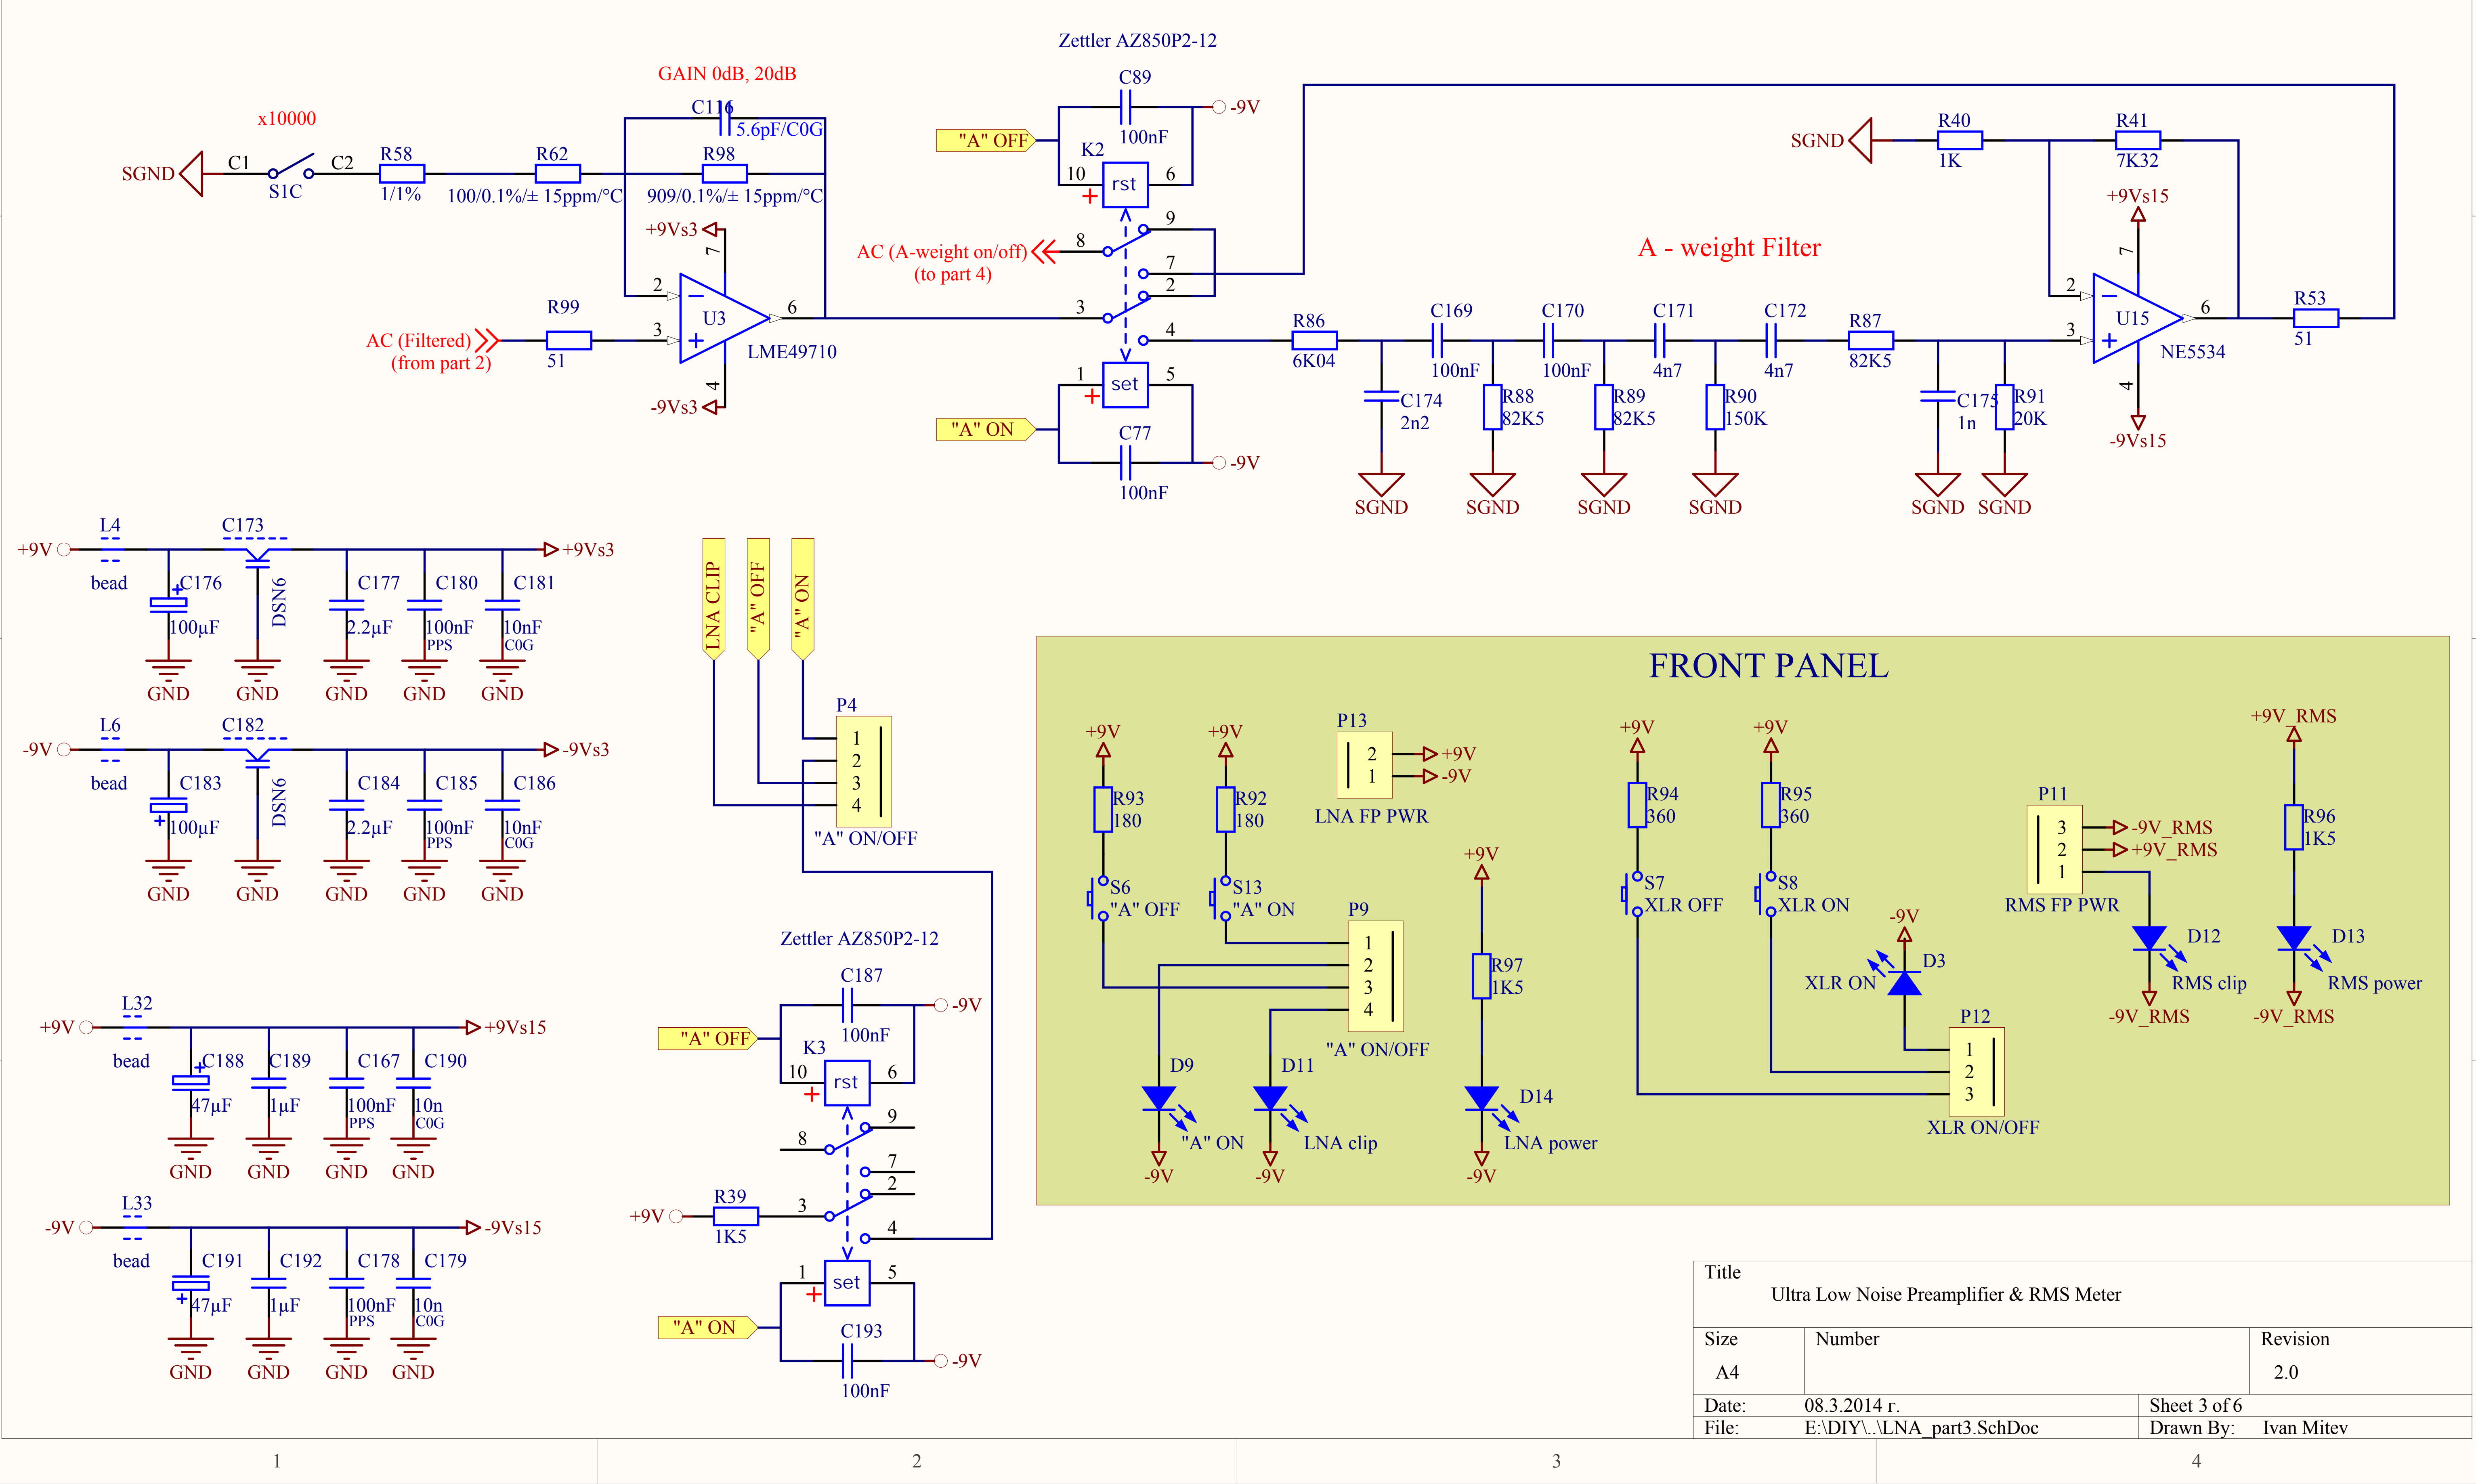 Zettler AZ850P2-12
GAIN 0dB, 20dB
x10000
SGND
C1
S1C
C2
R58
1/1%
R62
100/0.1%/± 15ppm/°C
C116
5.6pF/C0G
R98
909/0.1%/± 15ppm/°C
+9Vs3
7
2
3
U3
6
4
LME49710
-9Vs3
R99
51
AC (Filtered)
(from part 2)
C89
100nF
-9V
"A" OFF
K2
10
rst
6
+
9
8
7
2
3
4
AC (A-weight on/off)
(to part 4)
1
set
5
+
"A" ON
C77
100nF
-9V
A - weight Filter
R86
6K04
C174
2n2
SGND
C169
100nF
R88
82K5
SGND
C170
100nF
R89
82K5
SGND
C171
4n7
R90
150K
SGND
C172
4n7
R87
82K5
C175
1n
SGND
R91
20K
SGND
SGND
R40
1K
R41
7K32
+9Vs15
7
2
3
U15
6
4
NE5534
-9Vs15
R53
51
+9V
L4
bead
C173
DSN6
+9Vs3
C176
100µF
C177
2.2µF
C180
100nF
PPS
C181
10nF
C0G
GND
GND
GND
GND
GND
-9V
L6
bead
C182
DSN6
-9Vs3
C183
100µF
C184
2.2µF
C185
100nF
PPS
C186
10nF
C0G
GND
GND
GND
GND
GND
+9V
L32
bead
+9Vs15
C188
47µF
C189
1µF
C167
100nF
PPS
C190
10n
C0G
GND
GND
GND
GND
-9V
L33
bead
-9Vs15
C191
47µF
C192
1µF
C178
100nF
PPS
C179
10n
C0G
GND
GND
GND
GND
LNA CLIP
"A" OFF
"A" ON
P4
1
2
3
4
"A" ON/OFF
Zettler AZ850P2-12
C187
100nF
-9V
"A" OFF
K3
10
rst
6
+
9
8
7
2
3
4
+9V
R39
1K5
1
set
5
+
"A" ON
C193
100nF
-9V
FRONT PANEL
+9V
R93
180
S6
"A" OFF
+9V
R92
180
S13
"A" ON
P13
2
1
+9V
-9V
LNA FP PWR
P9
1
2
3
4
"A" ON/OFF
D9
"A" ON
-9V
D11
LNA clip
-9V
+9V
R97
1K5
D14
LNA power
-9V
+9V
R94
360
S7
XLR OFF
+9V
R95
360
S8
XLR ON
-9V
D3
XLR ON
P12
1
2
3
XLR ON/OFF
P11
3
2
1
-9V_RMS
+9V_RMS
RMS FP PWR
D12
RMS clip
-9V_RMS
+9V_RMS
R96
1K5
D13
RMS power
-9V_RMS
Title
Ultra Low Noise Preamplifier & RMS Meter
Size
A4
Number
Revision
2.0
Date:
08.3.2014 г.
Sheet 3 of 6
File:
E:\DIY\..\LNA_part3.SchDoc
Drawn By:
Ivan Mitev
1
2
3
4